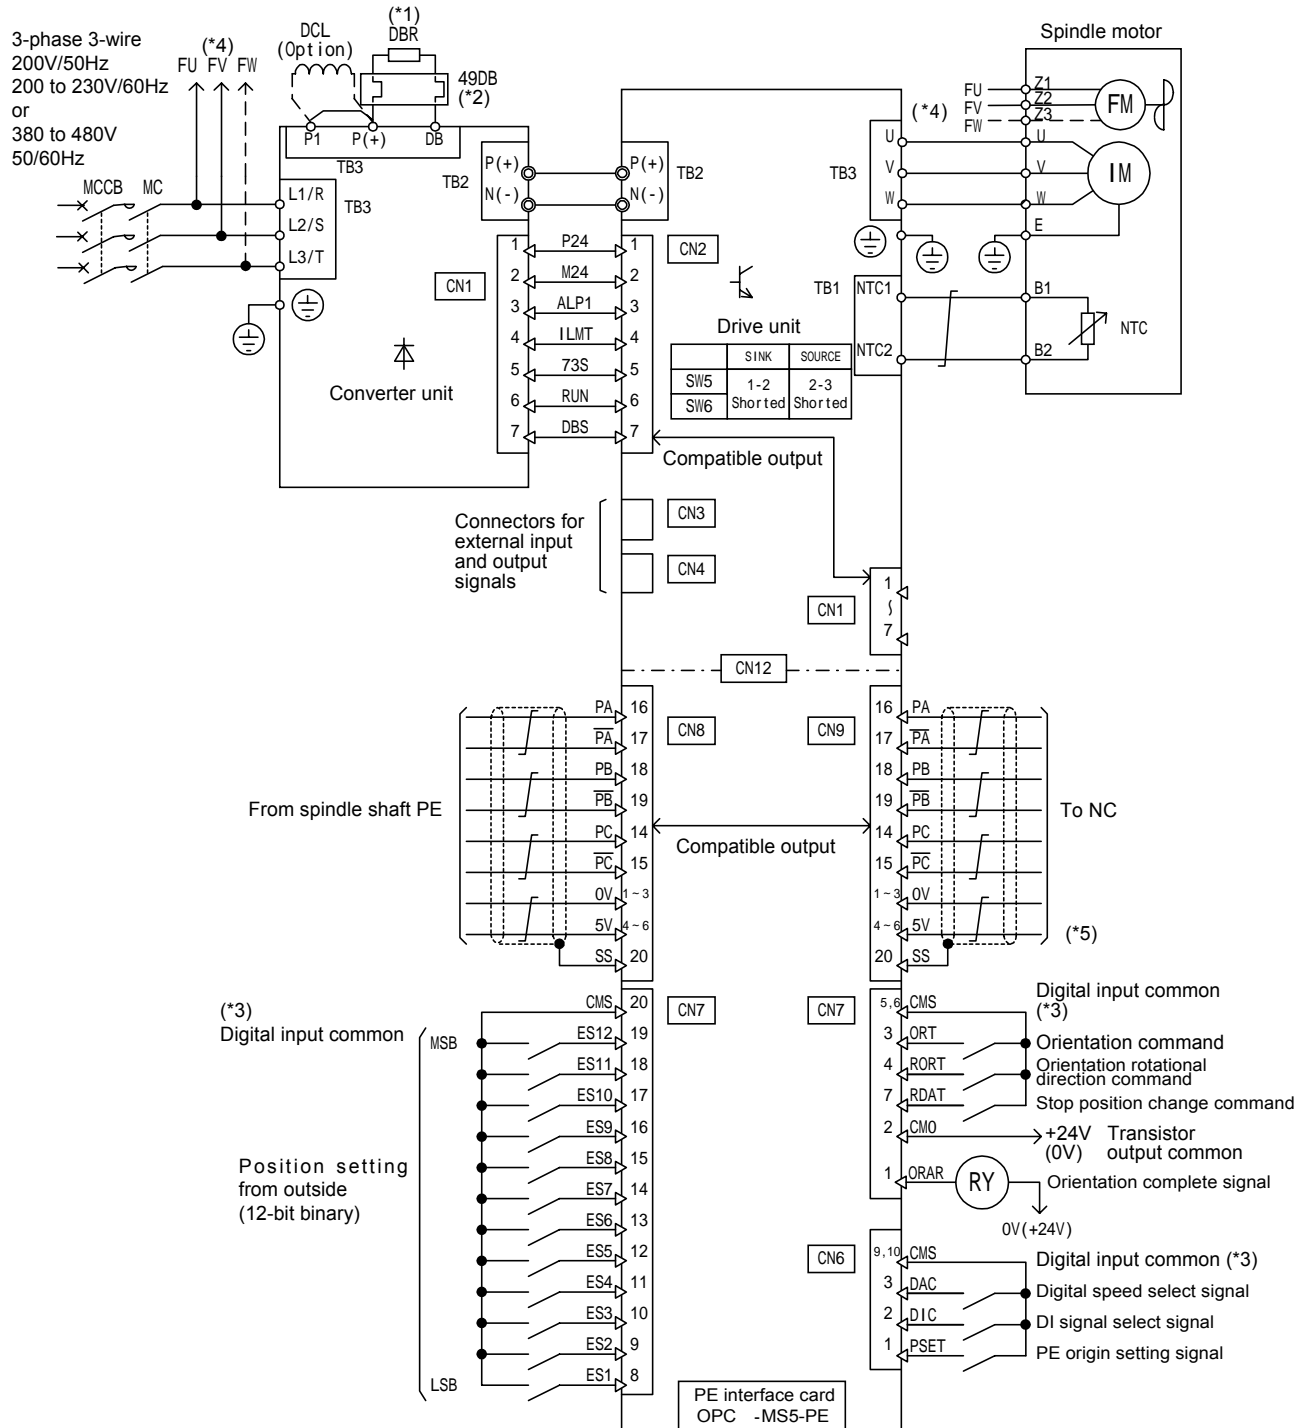 3-phase 3-wire
200V/50Hz
200 to 230V/60Hz
or
380 to 480V
50/60Hz
(*4)
FU FV FW
DCL
(Option)
(*1)
DBR
49DB
(*2)
P1 P(+) DB
TB3
MCCB MC
L1/R
L2/S
L3/T
TB3
TB2
P(+)
N(-)
P(+)
N(-)
TB2
CN1
1 P24 1
2 M24 2
3 ALP1 3
4 ILMT 4
5 73S 5
6 RUN 6
7 DBS 7
CN2
Converter unit
Drive unit
SINK SOURCE
SW5
SW6
1-2 Shorted
2-3 Shorted
Compatible output
Spindle motor
(*4)
FU Z1
FV Z2
FW Z3
FM
TB3
U U
V V
W W
IM
E
TB1
NTC1 B1
NTC2 B2
NTC
Connectors for
external input
and output
signals
CN3
CN4
CN1
1
~
7
CN12
From spindle shaft PE
PA 16
PA 17
PB 18
PB 19
PC 14
PC 15
0V 1~3
5V 4~6
SS 20
CN8
Compatible output
CN9
16 PA
17 PA
18 PB
19 PB
14 PC
15 PC
1~3 0V
4~6 5V
20 SS
To NC
(*5)
(*3)
Digital input common
MSB
LSB
Position setting
from outside
(12-bit binary)
CMS 20
ES12 19
ES11 18
ES10 17
ES9 16
ES8 15
ES7 14
ES6 13
ES5 12
ES4 11
ES3 10
ES2 9
ES1 8
CN7
CN7
5,6 CMS
Digital input common
(*3)
3 ORT Orientation command
4 RORT Orientation rotational
direction command
7 RDAT Stop position change command
2 CMO +24V Transistor
(0V) output common
1 ORAR RY Orientation complete signal
0V(+24V)
CN6
9,10 CMS Digital input common (*3)
3 DAC Digital speed select signal
2 DIC DI signal select signal
1 PSET PE origin setting signal
PE interface card
OPC -MS5-PE